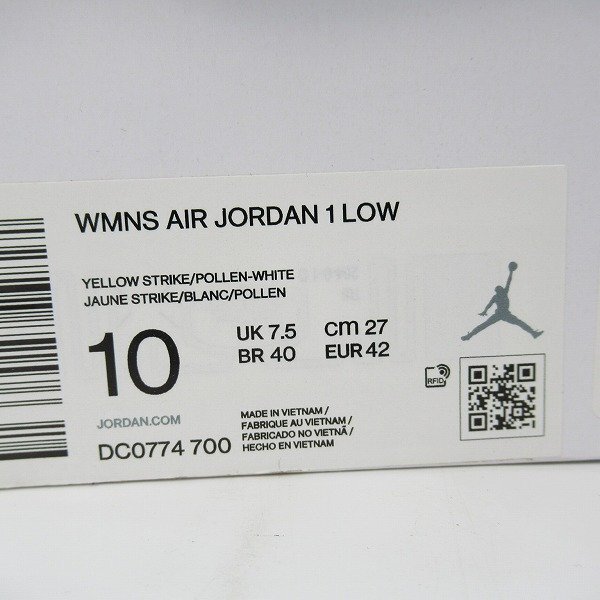 WMNS AIR JORDAN 1 LOW
YELLOW STRIKE/POLLEN-WHITE
JAUNE STRIKE/BLANC/POLLEN
10
UK 7.5 cm 27
BR 40 EUR 42
RFID
JORDAN.COM
DC0774 700
MADE IN VIETNAM/
FABRIQUE AU VIETNAM/
FABRICADO NO VIETNÃ/
HECHO EN VIETNAM